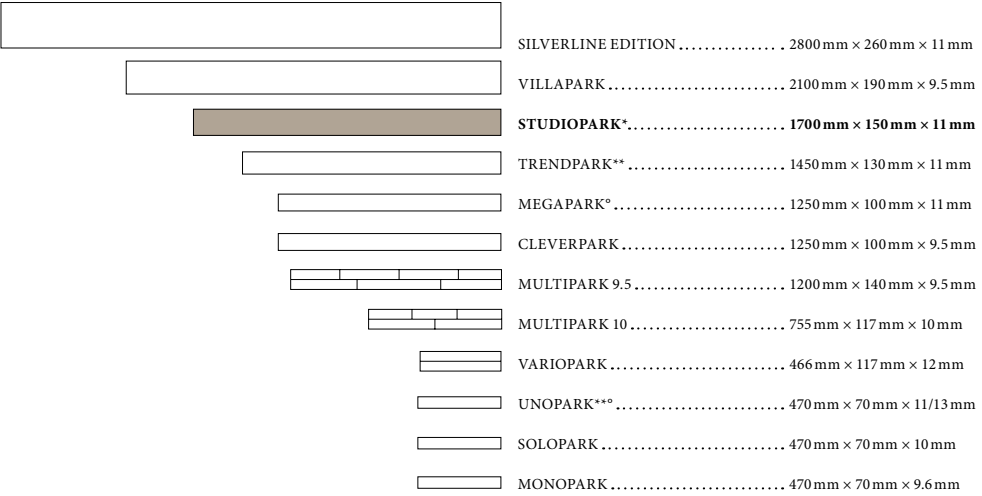 SILVERLINE EDITION 2800 mm × 260 mm × 11 mm
VILLAPARK 2100 mm × 190 mm × 9.5 mm
STUDIOPARK* 1700 mm × 150 mm × 11 mm
TRENDPARK** 1450 mm × 130 mm × 11 mm
MEGAPARK° 1250 mm × 100 mm × 11 mm
CLEVERPARK 1250 mm × 100 mm × 9.5 mm
MULTIPARK 9.5 1200 mm × 140 mm × 9.5 mm
MULTIPARK 10 755 mm × 117 mm × 10 mm
VARIOPARK 466 mm × 117 mm × 12 mm
UNOPARK**° 470 mm × 70 mm × 11/13 mm
SOLOPARK 470 mm × 70 mm × 10 mm
MONOPARK 470 mm × 70 mm × 9.6 mm